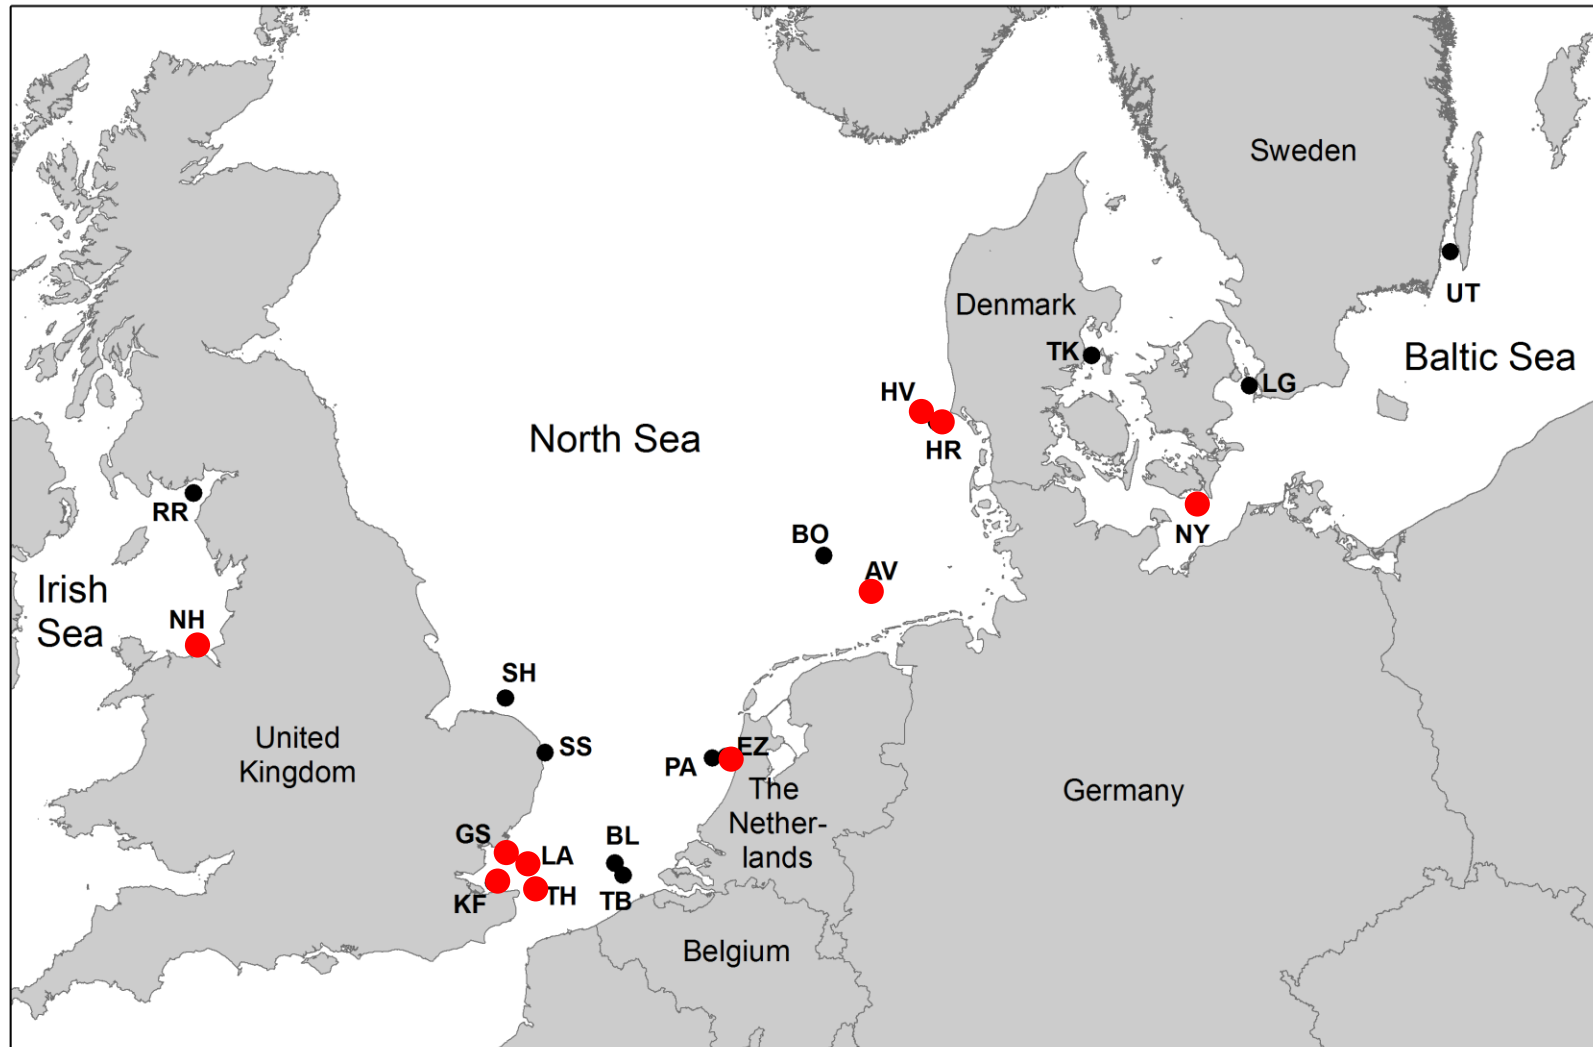 Sweden
UT
Denmark
TK
Baltic Sea
LG
HV
HR
North Sea
RR
BO
NY
AV
Irish
Sea
NH
SH
SS
EZ
PA
United
Kingdom
The
Nether-
lands
Germany
GS
LA
BL
KF
TH
TB
Belgium